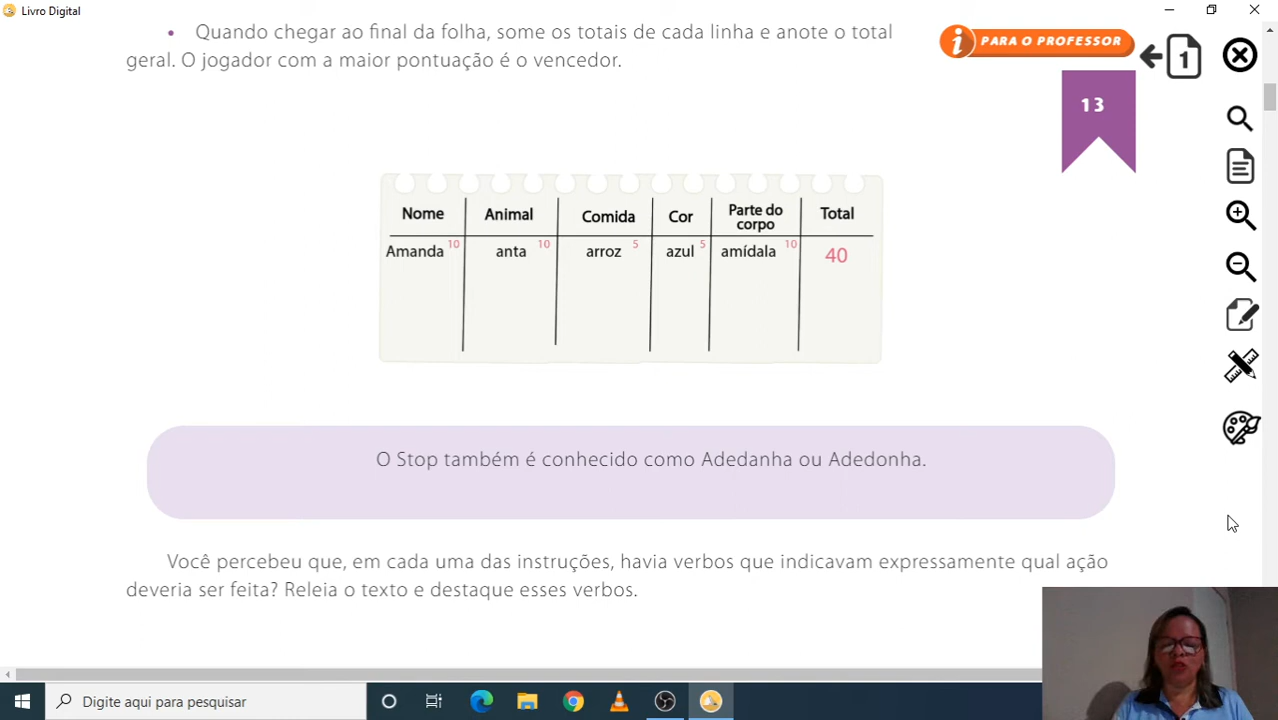 Livro Digital
• Quando chegar ao final da folha, some os totais de cada linha e anote o total
geral. O jogador com a maior pontuação é o vencedor.
i PARA O PROFESSOR
1
13
Nome Animal Comida Cor Parte do corpo Total
Amanda 10 anta 10 arroz 5 azul 5 amídala 10 40
O Stop também é conhecido como Adedanha ou Adedonha.
Você percebeu que, em cada uma das instruções, havia verbos que indicavam expressamente qual ação
deveria ser feita? Releia o texto e destaque esses verbos.
Digite aqui para pesquisar